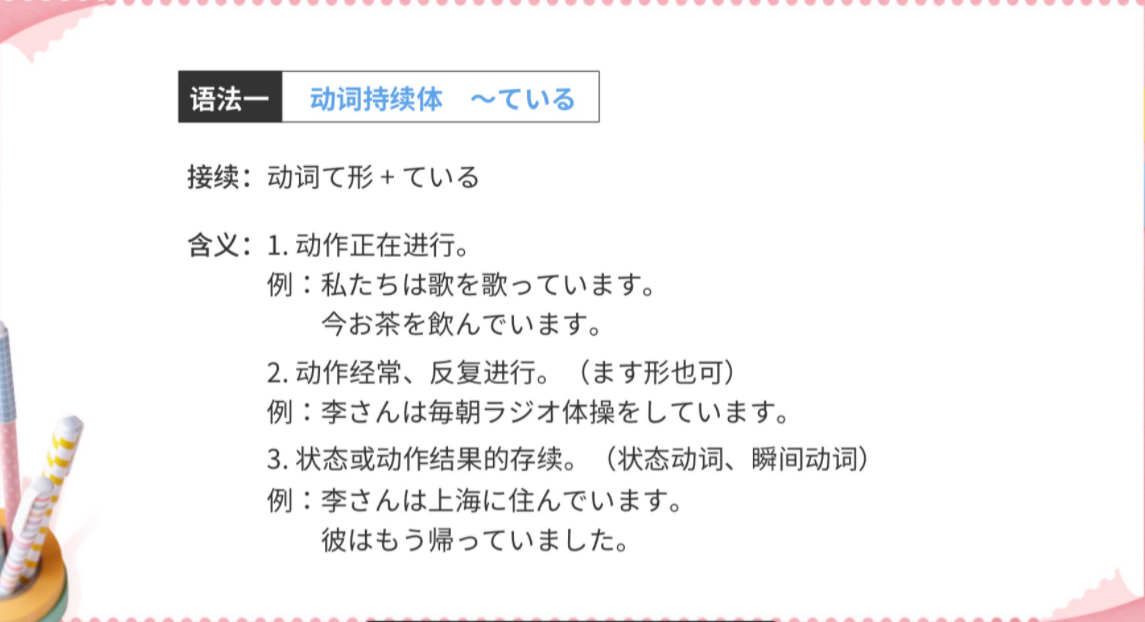 语法一 动词持续体 ～ている
接续：动词て形 + ている
含义：1. 动作正在进行。
例：私たちは歌を歌っています。
今お茶を飲んでいます。
2. 动作经常、反复进行。（ます形也可）
例：李さんは毎朝ラジオ体操をしています。
3. 状态或动作结果的存续。（状态动词、瞬间动词）
例：李さんは上海に住んでいます。
彼はもう帰っていました。